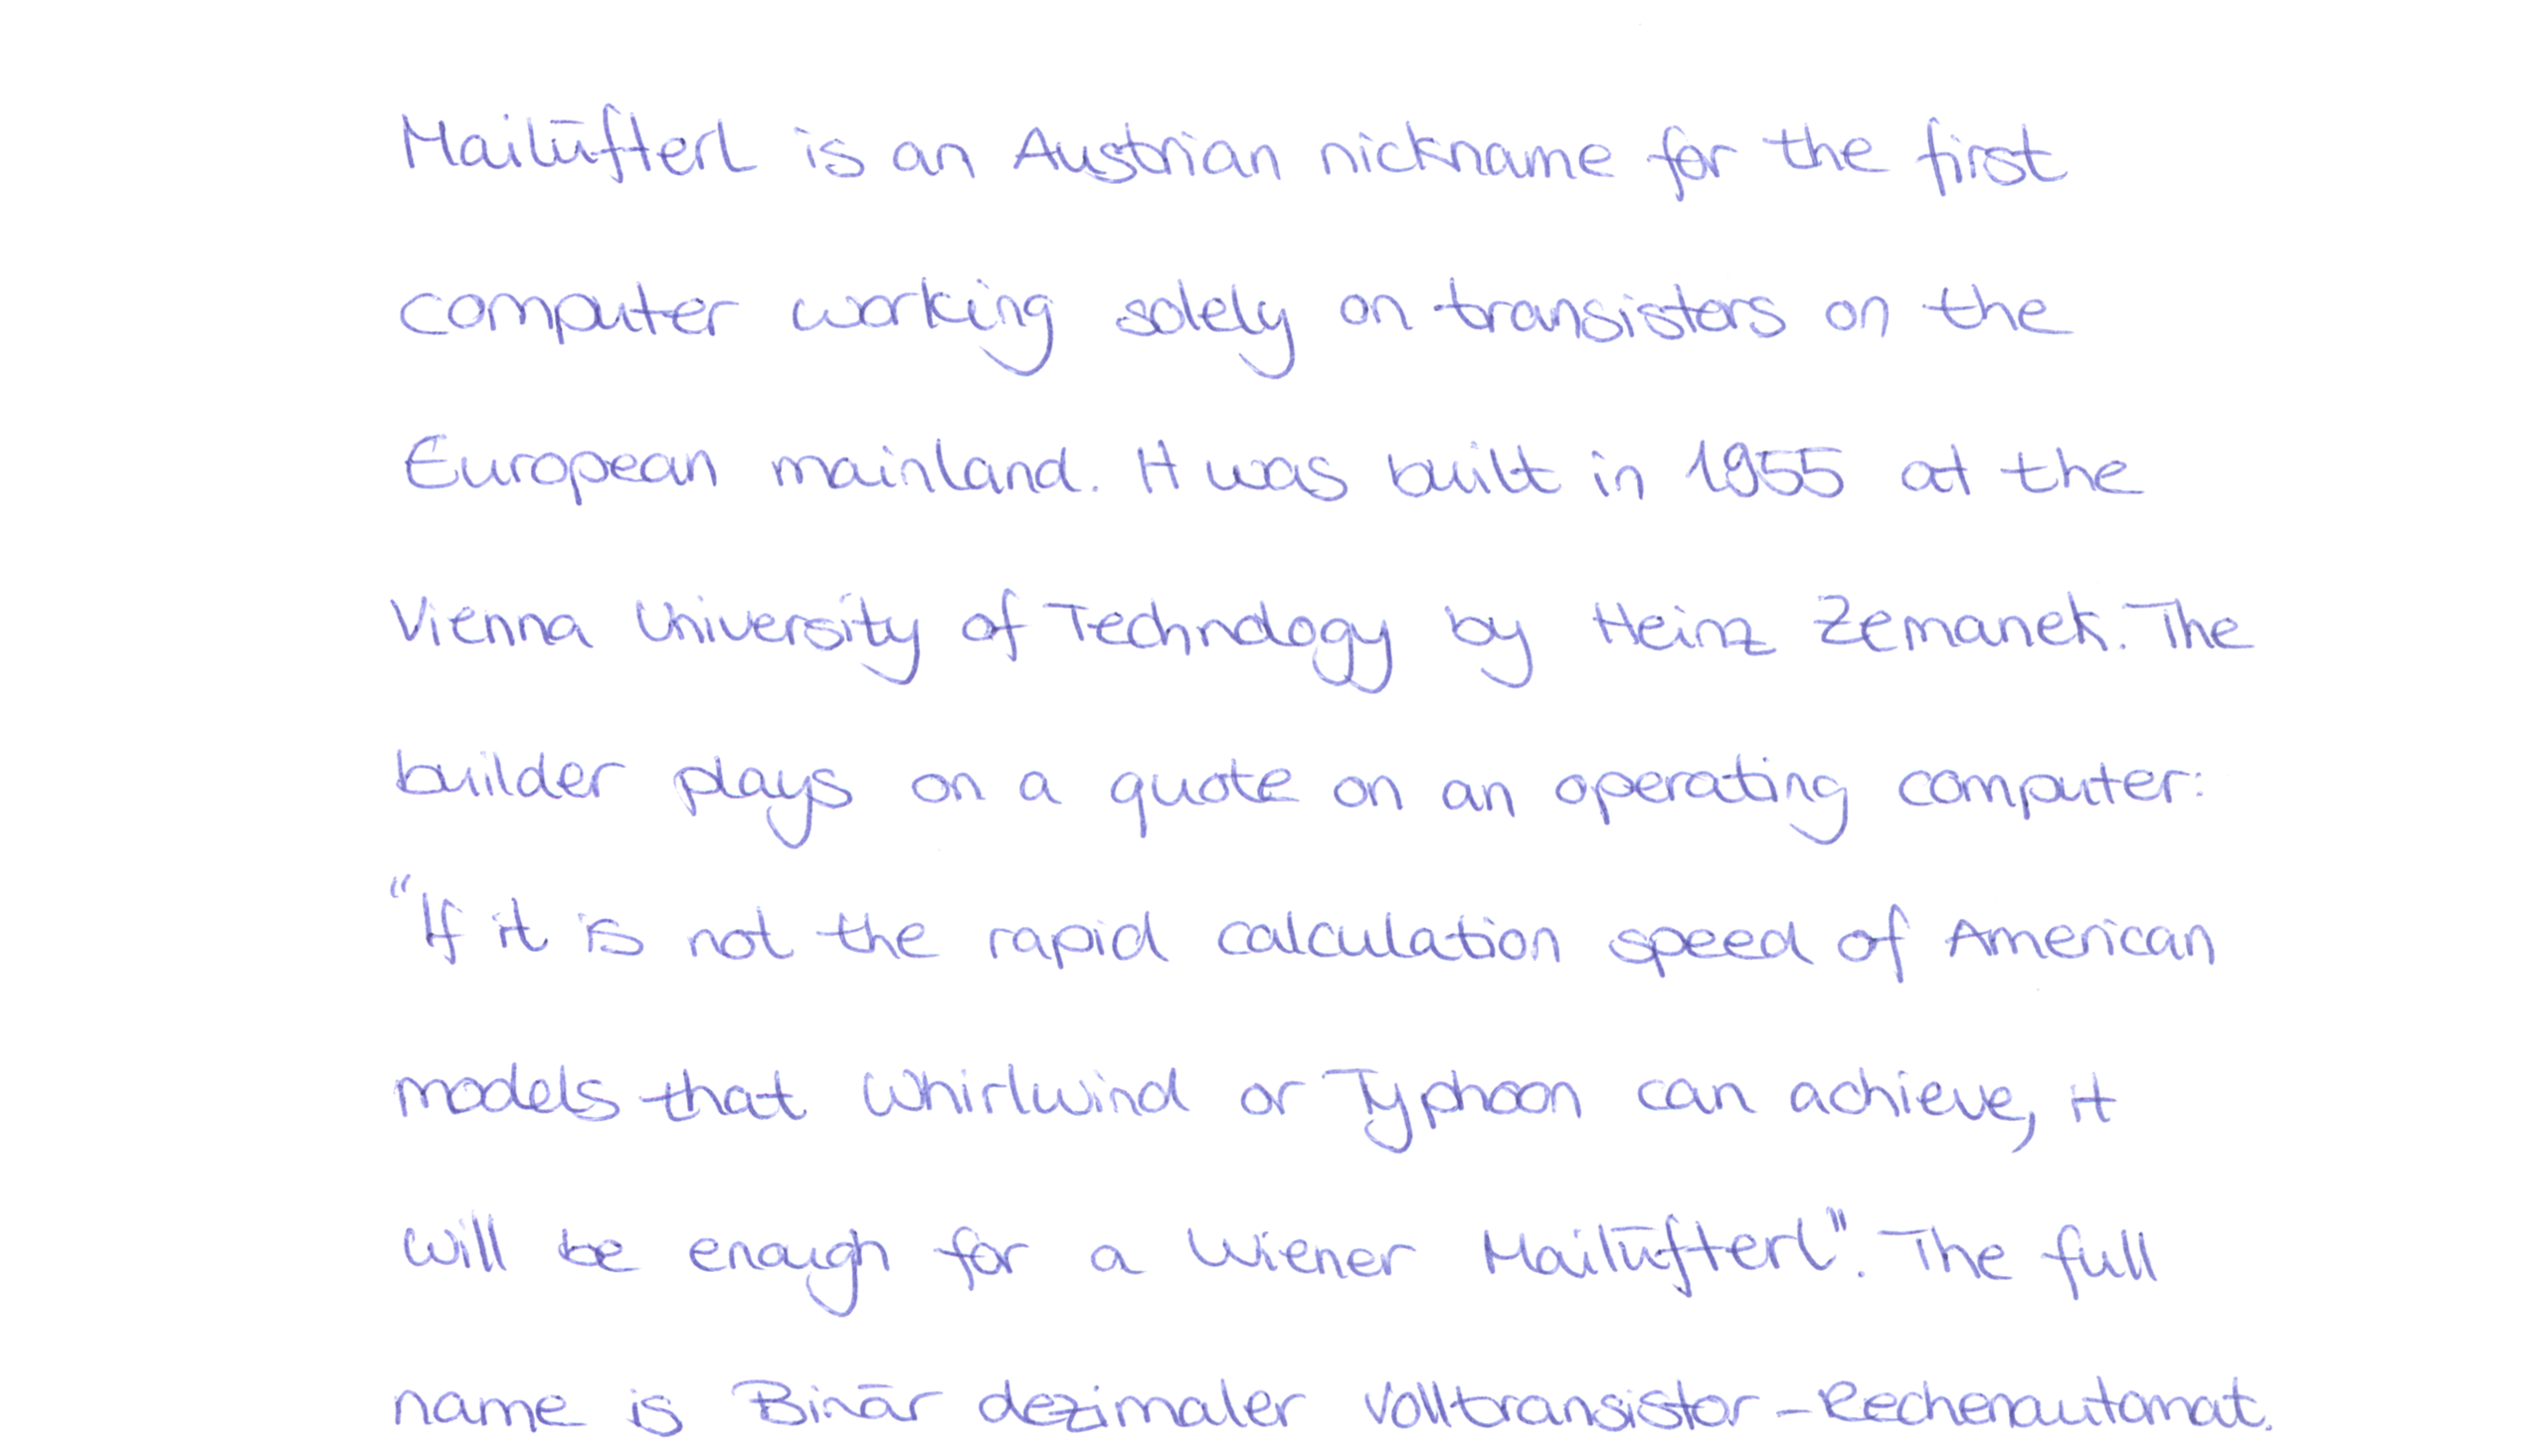 Mailüfterl is an Austrian nickname for the first
computer working solely on transistors on the
European mainland. It was built in 1955 at the
Vienna University of Technology by Heinz Zemanek. The
builder plays on a quote on an operating computer:
"If it is not the rapid calculation speed of American
models that Whirlwind or Typhoon can achieve, it
will be enough for a Wiener Mailüfterl". The full
name is Binär dezimaler Volltransistor-Rechenautomat.